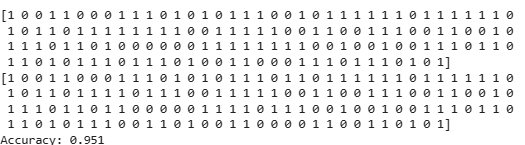 [1 0 0 1 1 0 0 0 1 1 1 0 1 0 1 0 1 1 1 0 0 1 0 1 1 1 1 1 1 0 1 1 1 1 1 1 0
1 0 1 1 0 1 1 1 1 1 1 1 1 0 0 1 1 1 1 1 0 0 1 1 0 0 1 1 1 0 0 1 1 0 0 1 0
1 1 1 0 1 1 0 1 0 0 0 0 0 0 1 1 1 1 1 1 1 1 0 0 1 0 0 1 0 0 1 1 1 0 1 1 0
1 1 0 1 0 1 1 1 0 1 1 1 0 1 0 0 1 1 0 0 0 1 1 1 0 1 1 1 0 1 0 1]
[1 0 0 1 1 0 0 0 1 1 1 0 1 0 1 0 1 1 1 0 1 1 0 1 1 1 1 1 1 0 1 1 1 1 1 1 0
1 0 1 1 0 1 1 1 1 0 1 1 1 0 0 1 1 1 1 1 0 0 1 1 0 0 1 1 1 0 0 1 1 0 0 1 0
1 1 1 0 1 1 0 1 1 0 0 0 0 0 1 1 1 1 0 1 1 1 0 0 1 0 0 1 0 0 1 1 1 0 1 1 0
1 1 0 1 0 1 1 1 0 0 1 1 0 1 0 0 1 1 0 0 0 0 1 1 0 0 1 1 0 1 0 1]
Accuracy: 0.951